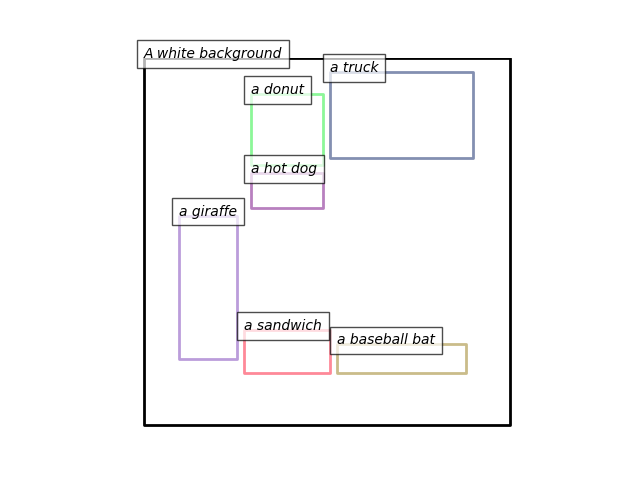 A white background
a truck
a donut
a hot dog
a giraffe
a sandwich
a baseball bat